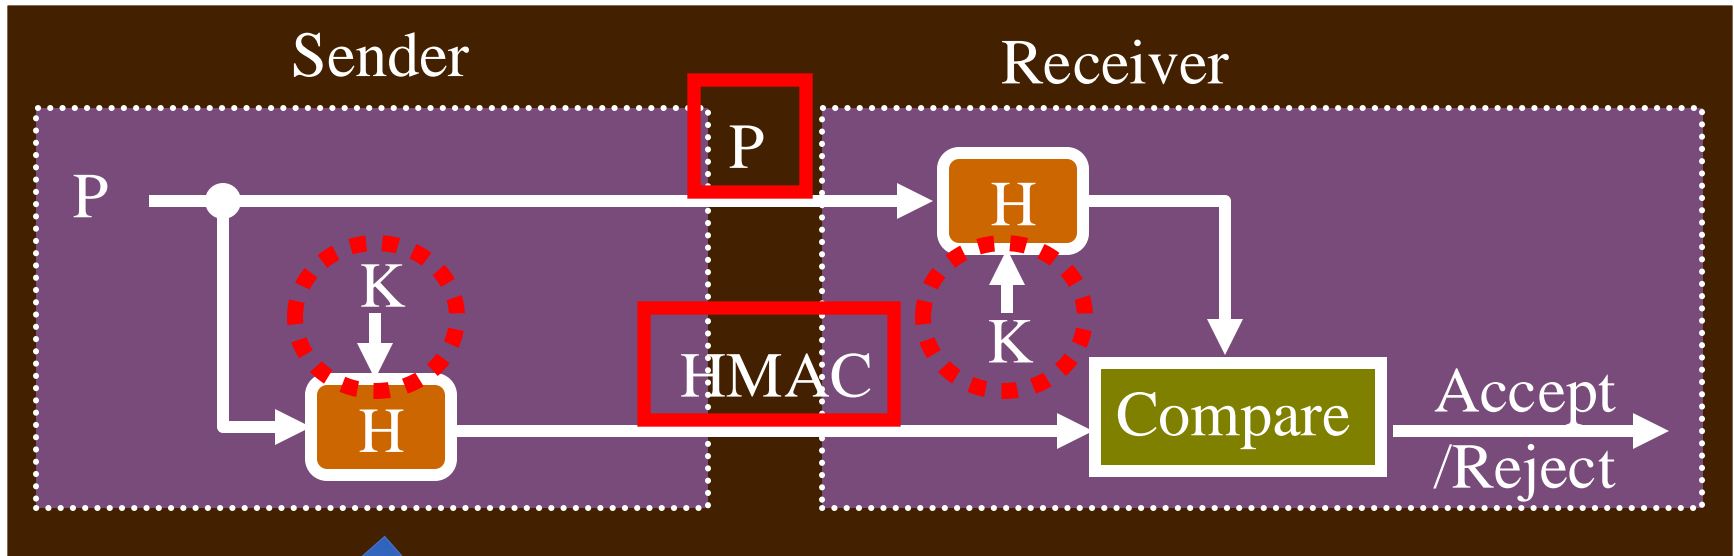 Sender
Receiver
P
P
H
K
K
HMAC
H
Compare
Accept
/Reject